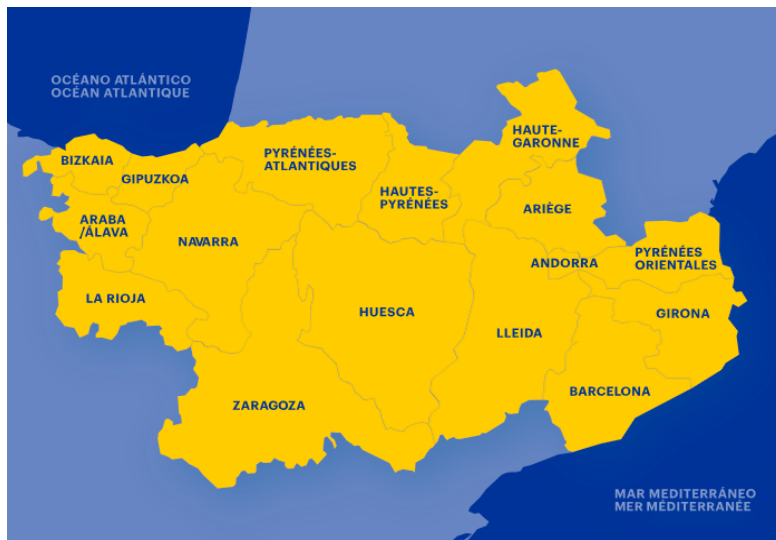 OCÉANO ATLÁNTICO
OCÉAN ATLANTIQUE
BIZKAIA
GIPUZKOA
PYRÉNÉES-
ATLANTIQUES
HAUTE-
GARONNE
HAUTES-
PYRÉNÉES
ARIÈGE
ARABA
/ÁLAVA
NAVARRA
ANDORRA
PYRÉNÉES
ORIENTALES
LA RIOJA
HUESCA
GIRONA
LLEIDA
ZARAGOZA
BARCELONA
MAR MEDITERRÁNEO
MER MÉDITERRANÉE